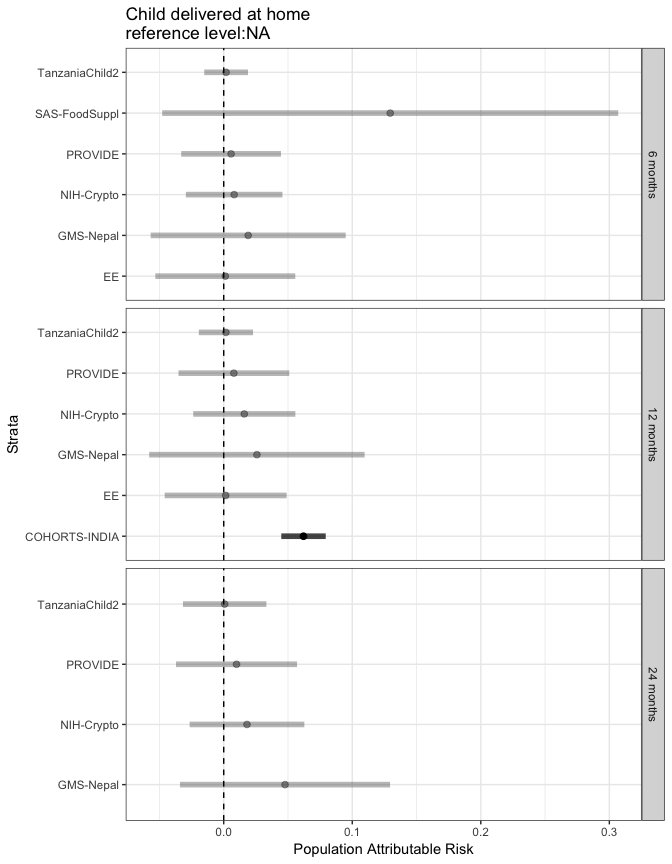 Child delivered at home
reference level:NA
TanzaniaChild2
SAS-FoodSuppl
PROVIDE
NIH-Crypto
GMS-Nepal
EE
6 months
TanzaniaChild2
PROVIDE
NIH-Crypto
GMS-Nepal
EE
COHORTS-INDIA
12 months
Strata
TanzaniaChild2
PROVIDE
NIH-Crypto
GMS-Nepal
24 months
0.0 0.1 0.2 0.3
Population Attributable Risk